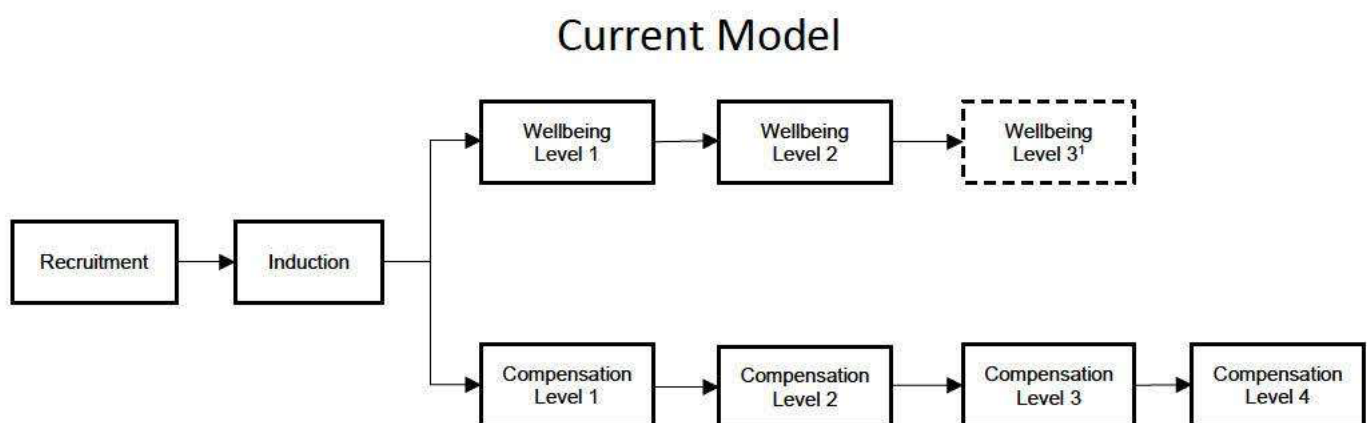 Current Model
Wellbeing
Level 1
Wellbeing
Level 2
Wellbeing
Level 3¹
Recruitment
Induction
Compensation
Level 1
Compensation
Level 2
Compensation
Level 3
Compensation
Level 4